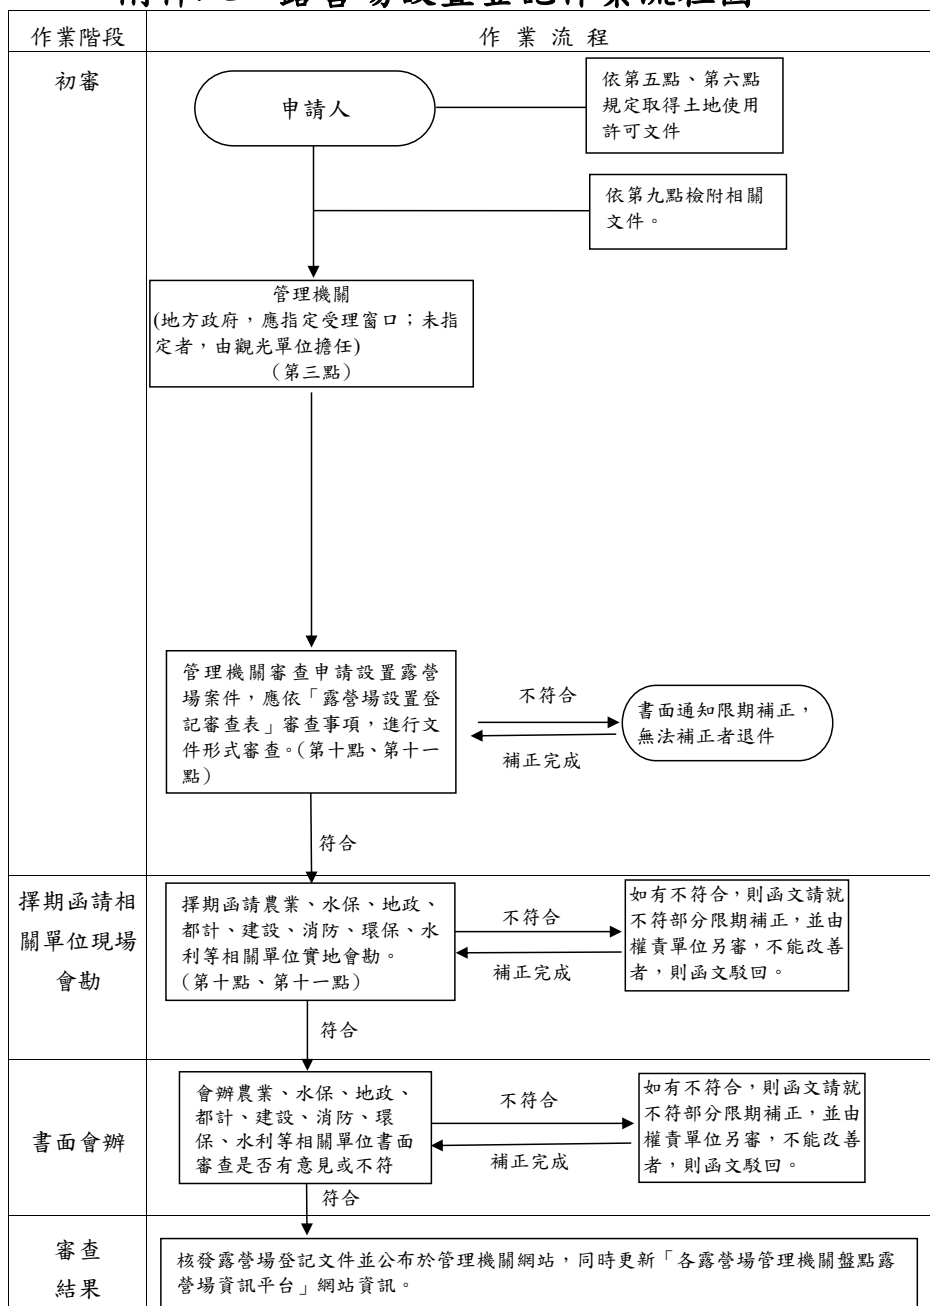 露營場設置登記作業流程圖
作業階段
作業流程
初審
申請人
依第五點、第六點
規定取得土地使用
許可文件
依第九點檢附相關
文件。
管理機關
(地方政府，應指定受理窗口；未指
定者，由觀光單位擔任)
(第三點)
管理機關審查申請設置露營
場案件，應依「露營場設置登
記審查表」審查事項，進行文
件形式審查。(第十點、第十一
點)
不符合
補正完成
書面通知限期補正，
無法補正者退件
符合
擇期函請相
關單位現場
會勘
擇期函請農業、水保、地政、
都計、建設、消防、環保、水
利等相關單位實地會勘。
(第十點、第十一點)
不符合
補正完成
如有不符合，則函文請就
不符部分限期補正，並由
權責單位另審，不能改善
者，則函文駁回。
符合
書面會辦
會辦農業、水保、地政、
都計、建設、消防、環
保、水利等相關單位書面
審查是否有意見或不符
不符合
補正完成
如有不符合，則函文請就
不符部分限期補正，並由
權責單位另審，不能改善
者，則函文駁回。
符合
審查
結果
核發露營場登記文件並公布於管理機關網站，同時更新「各露營場管理機關盤點露
營場資訊平台」網站資訊。